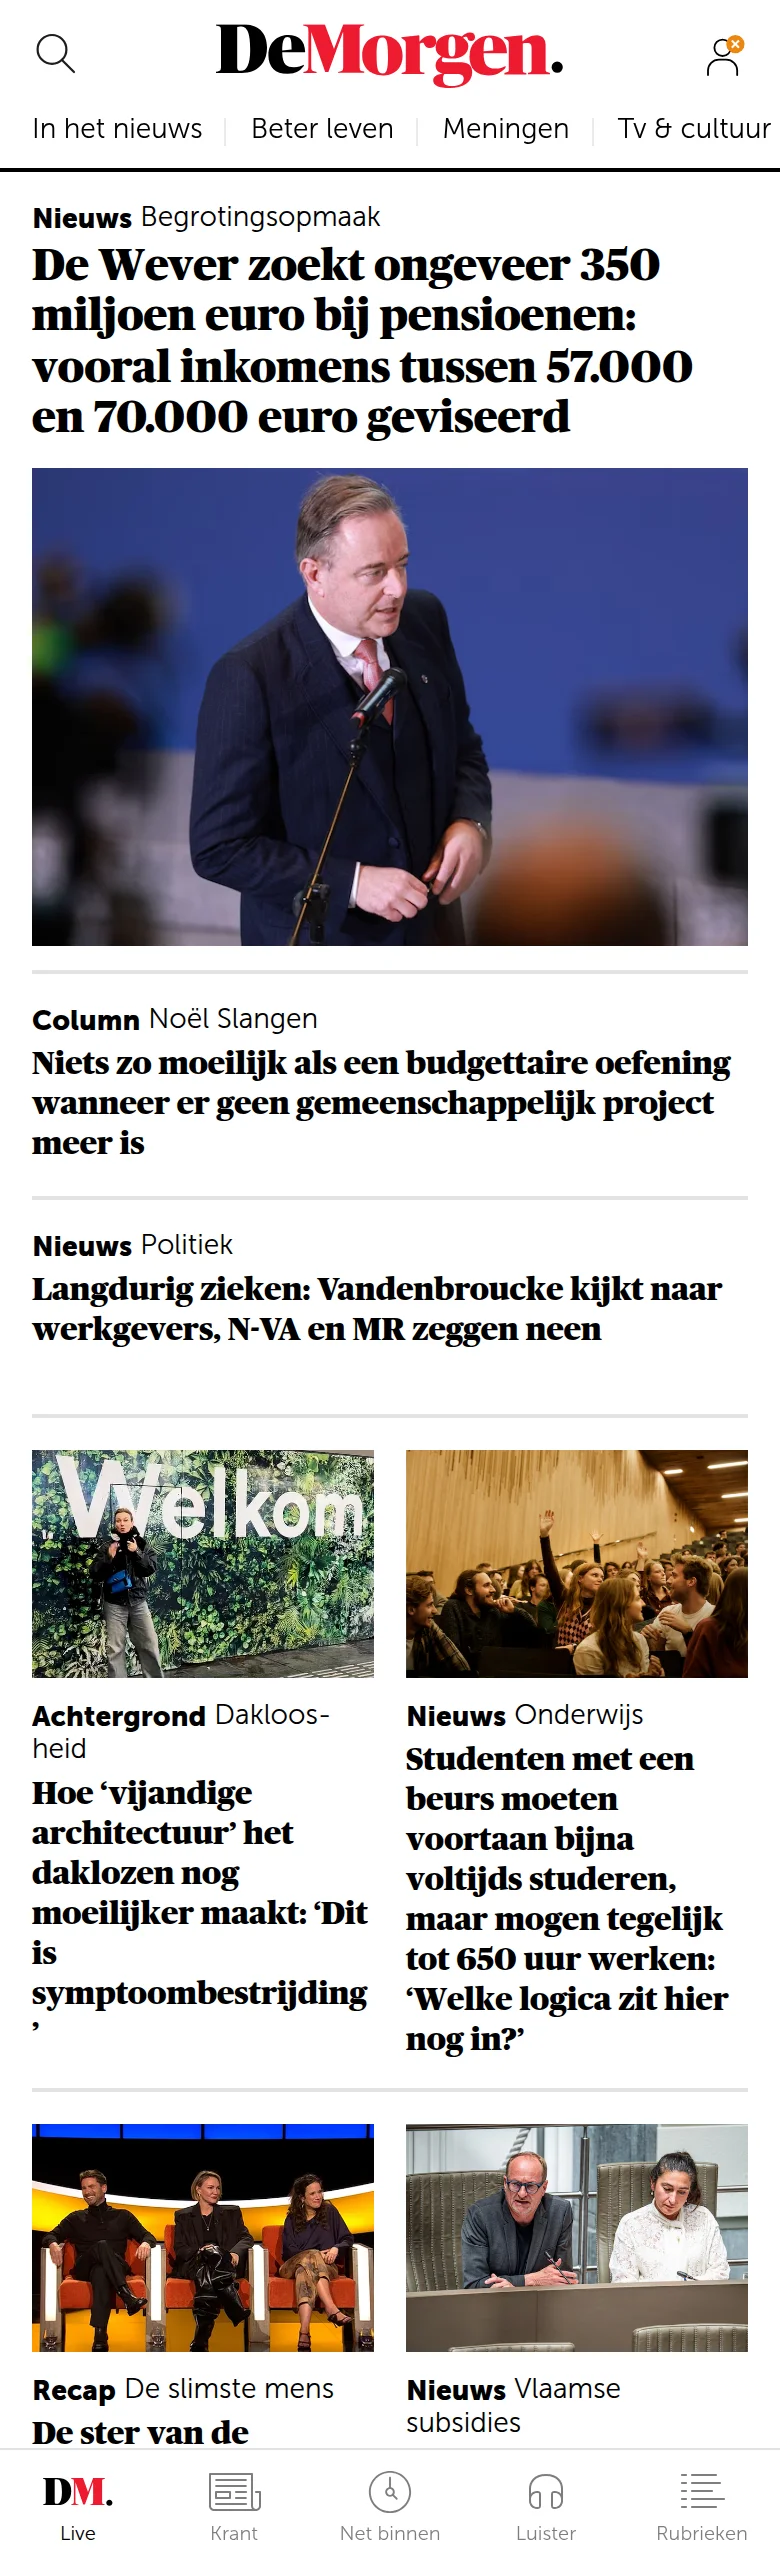 DeMorgen.
In het nieuws
Beter leven
Meningen
Tv & cultuur
Nieuws Begrotingsopmaak
De Wever zoekt ongeveer 350
miljoen euro bij pensioenen:
vooral inkomens tussen 57.000
en 70.000 euro geviseerd
Column Noël Slangen
Niets zo moeilijk als een budgettaire oefening
wanneer er geen gemeenschappelijk project
meer is
Nieuws Politiek
Langdurig zieken: Vandenbroucke kijkt naar
werkgevers, N-VA en MR zeggen neen
Welkom
Achtergrond Dakloos-
heid
Hoe ‘vijandige
architectuur’ het
daklozen nog
moeilijker maakt: ‘Dit
is
symptoombestrijding
’
Nieuws Onderwijs
Studenten met een
beurs moeten
voortaan bijna
voltijds studeren,
maar mogen tegelijk
tot 650 uur werken:
‘Welke logica zit hier
nog in?’
Recap De slimste mens
De ster van de
Nieuws Vlaamse
subsidies
DM.
Live
Krant
Net binnen
Luister
Rubrieken